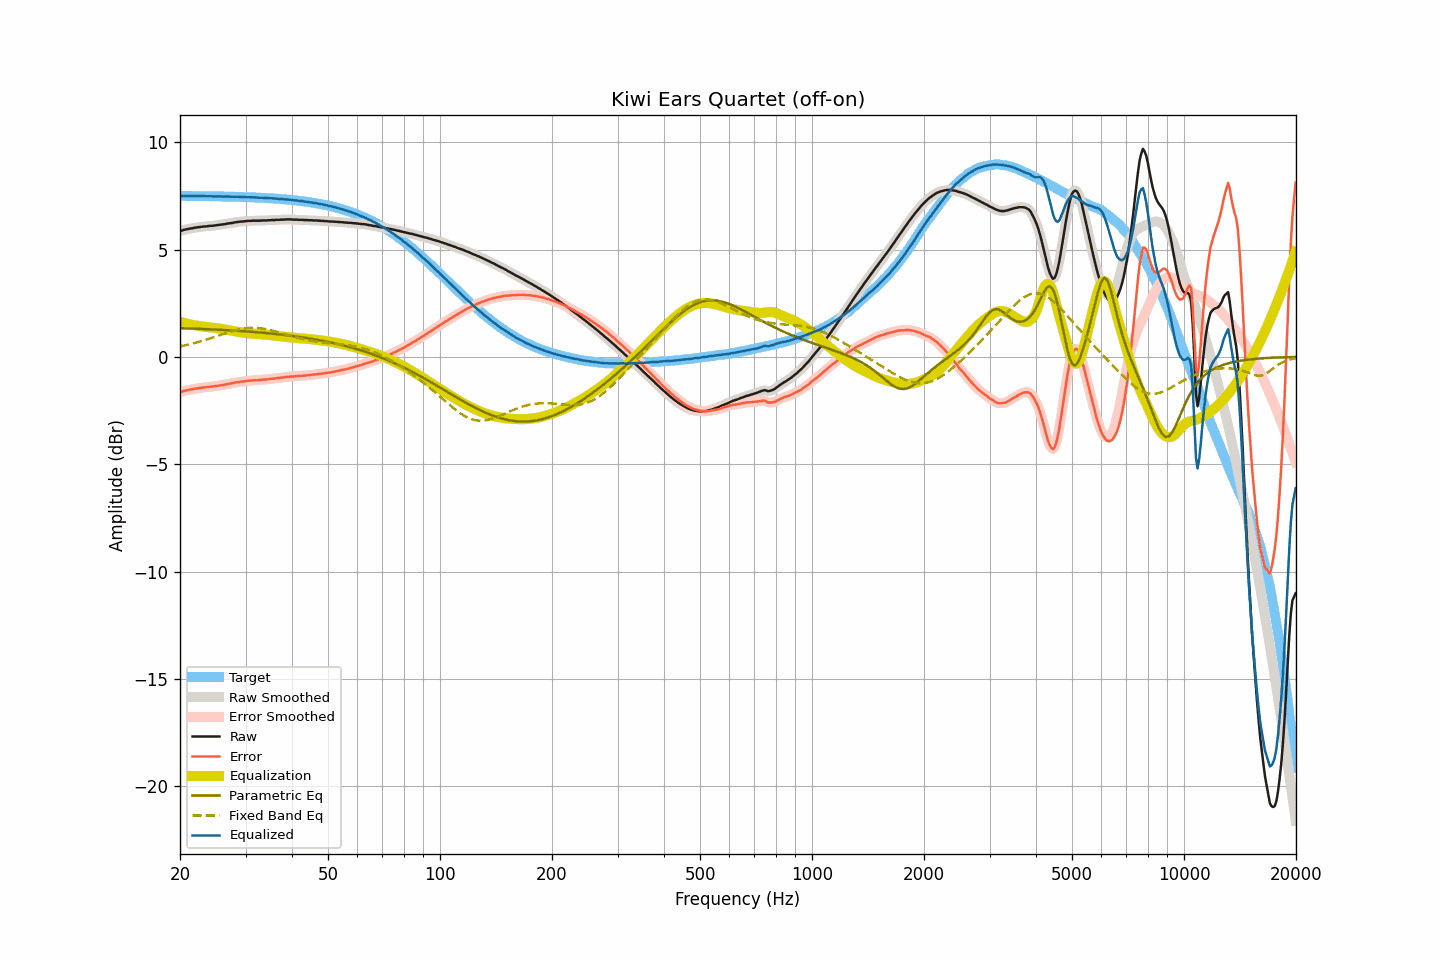 Kiwi Ears Quartet (off-on)
10
5
0
−5
−10
−15
−20
Amplitude (dBr)
Target
Raw Smoothed
Error Smoothed
Raw
Error
Equalization
Parametric Eq
Fixed Band Eq
Equalized
20 50 100 200 500 1000 2000 5000 10000 20000
Frequency (Hz)